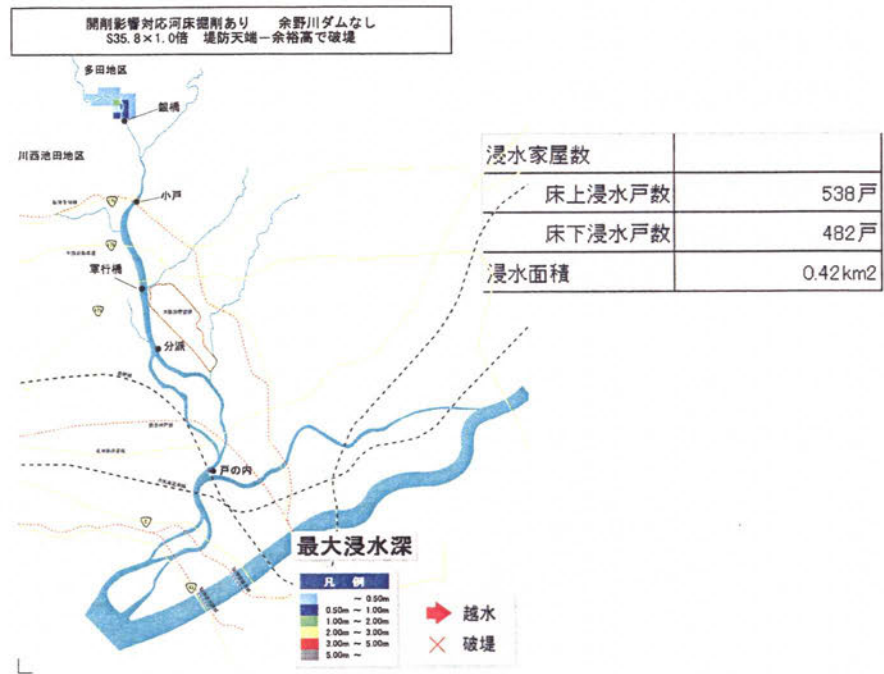 開削影響対応河床掘削あり 余野川ダムなし
S35.8×1.0倍 堤防天端－余裕高で破堤
多田地区
銀橋
川西池田地区
小戸
軍行橋
分派
戸の内
浸水家屋数
床上浸水戸数 538戸
床下浸水戸数 482戸
浸水面積 0.42km2
最大浸水深
凡 例
～ 0.50m
0.50m ～ 1.00m
1.00m ～ 2.00m
2.00m ～ 3.00m
3.00m ～ 5.00m
5.00m ～
越水
破堤